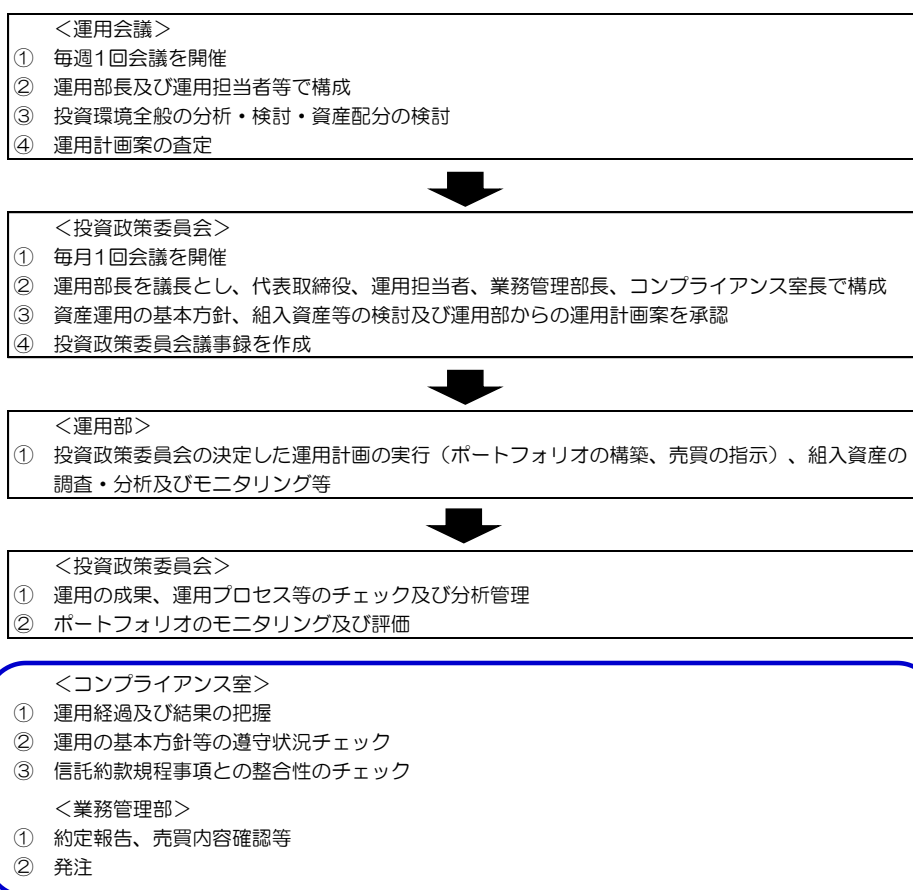 ＜運用会議＞
① 毎週1回会議を開催
② 運用部長及び運用担当者等で構成
③ 投資環境全般の分析・検討・資産配分の検討
④ 運用計画案の査定
＜投資政策委員会＞
① 毎月1回会議を開催
② 運用部長を議長とし、代表取締役、運用担当者、業務管理部長、コンプライアンス室長で構成
③ 資産運用の基本方針、組入資産等の検討及び運用部からの運用計画案を承認
④ 投資政策委員会議事録を作成
＜運用部＞
① 投資政策委員会の決定した運用計画の実行（ポートフォリオの構築、売買の指示）、組入資産の
調査・分析及びモニタリング等
＜投資政策委員会＞
① 運用の成果、運用プロセス等のチェック及び分析管理
② ポートフォリオのモニタリング及び評価
＜コンプライアンス室＞
① 運用経過及び結果の把握
② 運用の基本方針等の遵守状況チェック
③ 信託約款規程事項との整合性のチェック
＜業務管理部＞
① 約定報告、売買内容確認等
② 発注